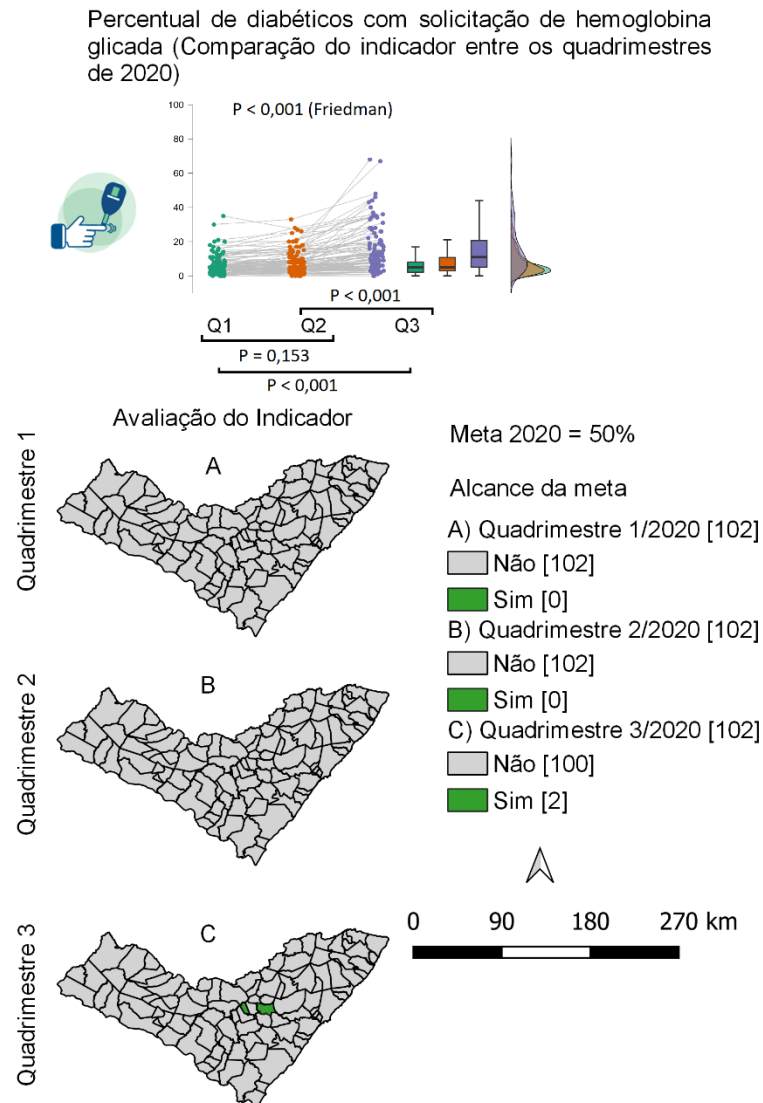 Percentual de diabéticos com solicitação de hemoglobina
glicada (Comparação do indicador entre os quadrimestres
de 2020)
P < 0,001 (Friedman)
100
80
60
40
20
0
P < 0,001
Q1
Q2
Q3
P = 0,153
P < 0,001
Avaliação do Indicador
Quadrimestre 1
A
Quadrimestre 2
B
Quadrimestre 3
C
Meta 2020 = 50%
Alcance da meta
A) Quadrimestre 1/2020 [102]
Não [102]
Sim [0]
B) Quadrimestre 2/2020 [102]
Não [102]
Sim [0]
C) Quadrimestre 3/2020 [102]
Não [100]
Sim [2]
0 90 180 270 km